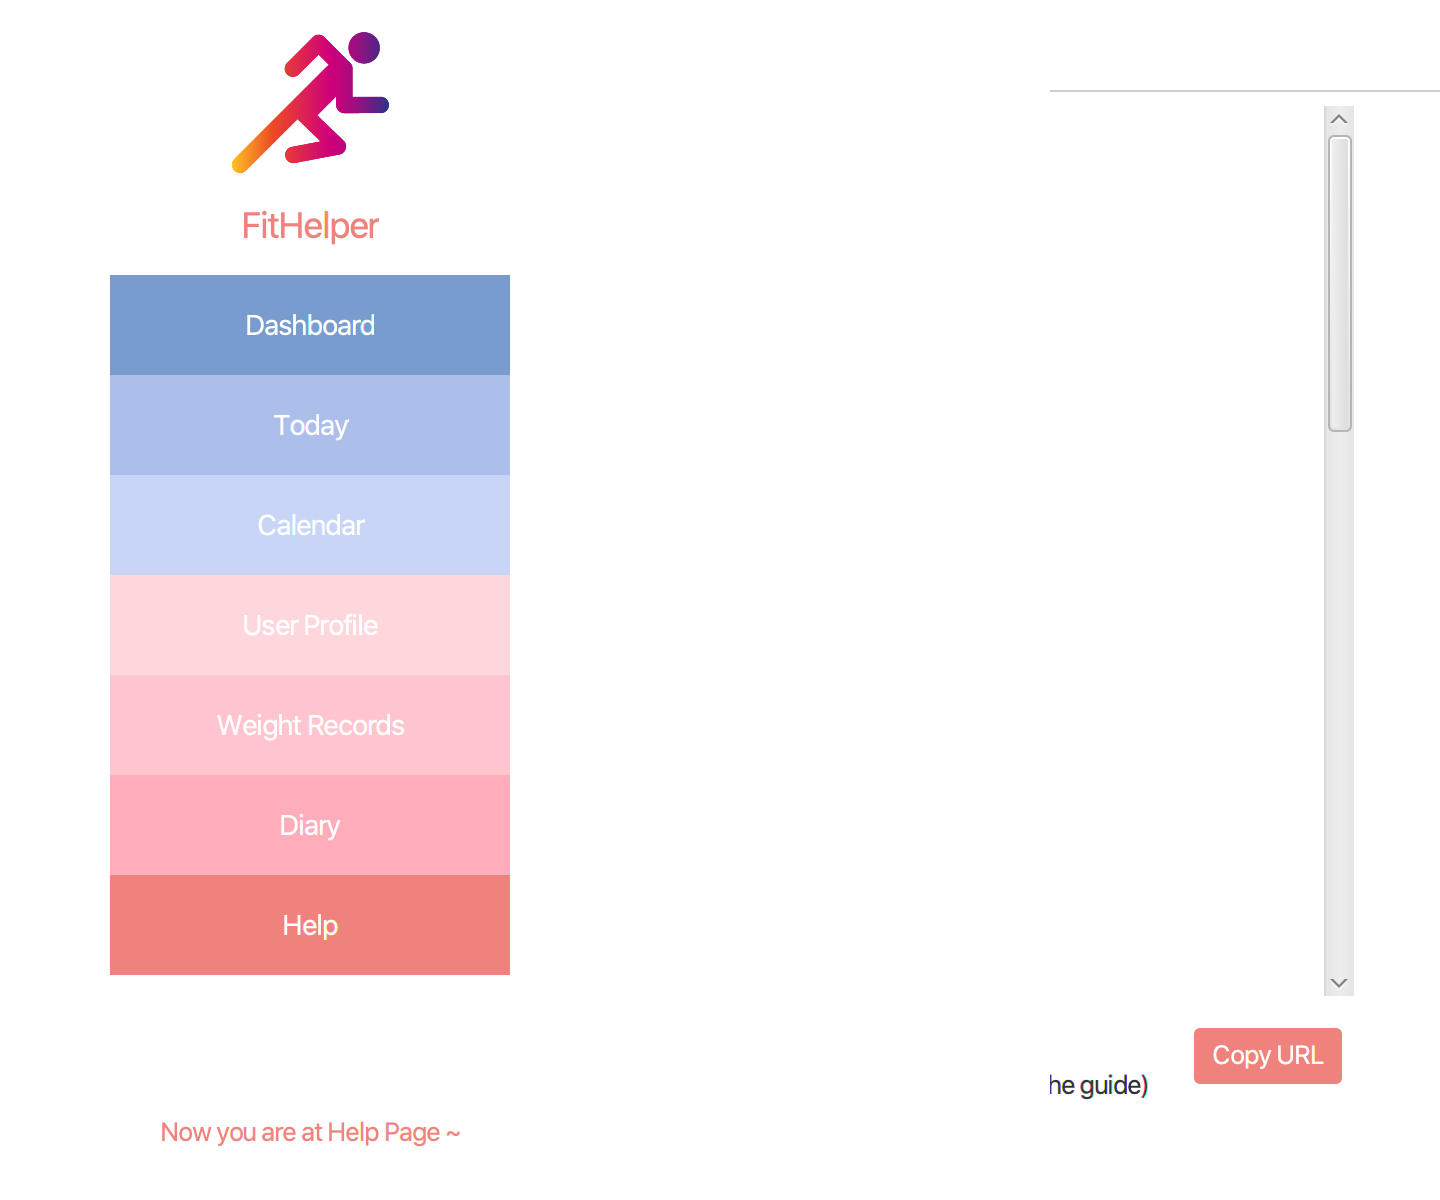 FitHelper
Dashboard
Today
Calendar
User Profile
Weight Records
Diary
Help
Copy URL
he guide)
Now you are at Help Page ~